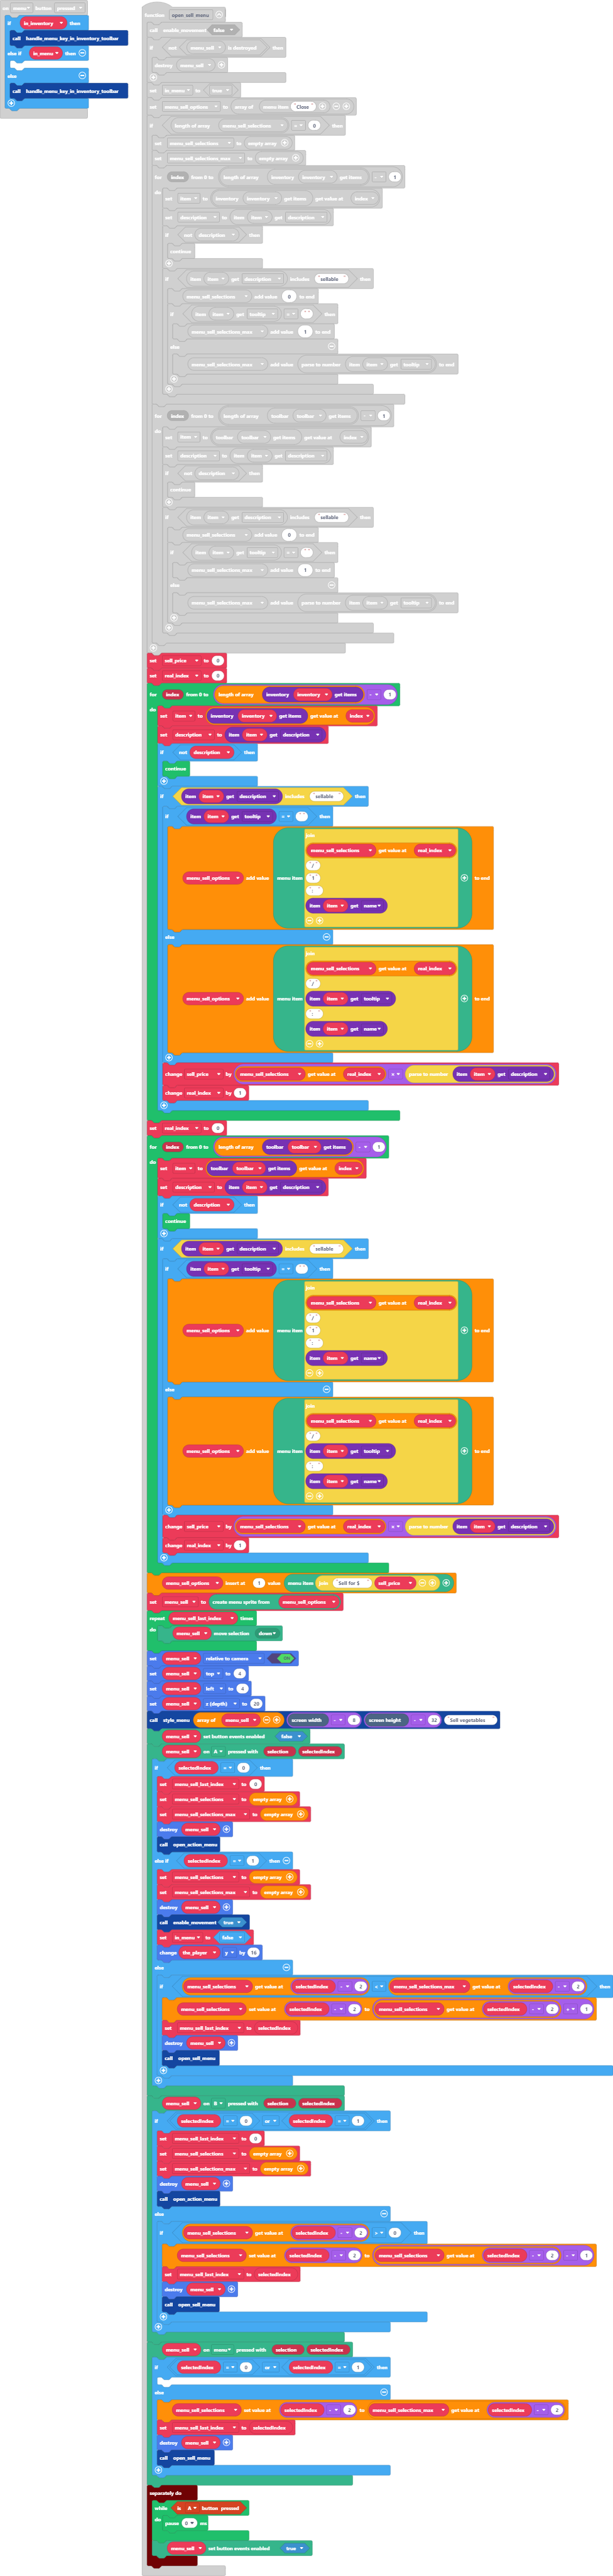 on menu button pressed
if in_inventory then
call handle_menu_key_in_inventory_toolbar
else if in_menu then
else
call handle_menu_key_in_inventory_toolbar
function open_sell_menu
call enable_movement false
if not menu_sell is destroyed then
destroy menu_sell
set in_menu to true
set menu_sell_options to array of menu item Close
if length of array menu_sell_selections = 0
set menu_sell_selections to empty array
set menu_sell_selections_max to empty array
for index from 0 to length of array inventory inventory get items - 1
do
set item to inventory inventory get items get value at index
set description to item item get description
if not description then
continue
if item item get description includes sellable then
menu_sell_selections add value 0 to end
if item item get tooltip = then
menu_sell_selections_max add value 1 to end
else
menu_sell_selections_max add value parse to number item item get tooltip to end
for index from 0 to length of array toolbar toolbar get items - 1
do
set item to toolbar toolbar get items get value at index
set description to item item get description
if not description then
continue
if item item get description includes sellable then
menu_sell_selections add value 0 to end
if item item get tooltip = then
menu_sell_selections_max add value 1 to end
else
menu_sell_selections_max add value parse to number item item get tooltip to end
set sell_price to 0
set real_index to 0
for index from 0 to length of array inventory inventory get items - 1
do
set item to inventory inventory get items get value at index
set description to item item get description
if not description then
continue
if item item get description includes sellable then
if item item get tooltip = then
join
menu_sell_selections get value at real_index
/
menu_sell_options add value menu item 1 to end
:
item item get name
else
join
menu_sell_selections get value at real_index
/
menu_sell_options add value menu item item item get tooltip to end
:
item item get name
change sell_price by menu_sell_selections get value at real_index × parse to number item item get description
change real_index by 1
set real_index to 0
for index from 0 to length of array toolbar toolbar get items - 1
do
set item to toolbar toolbar get items get value at index
set description to item item get description
if not description then
continue
if item item get description includes sellable then
if item item get tooltip = then
join
menu_sell_selections get value at real_index
/
menu_sell_options add value menu item 1 to end
:
item item get name
else
join
menu_sell_selections get value at real_index
/
menu_sell_options add value menu item item item get tooltip to end
:
item item get name
change sell_price by menu_sell_selections get value at real_index × parse to number item item get description
change real_index by 1
menu_sell_options insert at 1 value menu item join Sell for $ sell_price
set menu_sell to create menu sprite from menu_sell_options
repeat menu_sell_last_index times
do menu_sell move selection down
set menu_sell relative to camera ON
set menu_sell top to 4
set menu_sell left to 4
set menu_sell z (depth) to 20
call style_menu array of menu_sell screen width - 8 screen height - 32 Sell vegetables
menu_sell set button events enabled false
menu_sell on A pressed with selection selectedIndex
if selectedIndex = 0 then
set menu_sell_last_index to 0
set menu_sell_selections to empty array
set menu_sell_selections_max to empty array
destroy menu_sell
call open_action_menu
else if selectedIndex = 1 then
set menu_sell_selections to empty array
set menu_sell_selections_max to empty array
destroy menu_sell
call enable_movement true
set in_menu to false
change the_player y by 16
else
if menu_sell_selections get value at selectedIndex - 2 < menu_sell_selections_max get value at selectedIndex - 2 then
menu_sell_selections set value at selectedIndex - 2 to menu_sell_selections get value at selectedIndex - 2 + 1
set menu_sell_last_index to selectedIndex
destroy menu_sell
call open_sell_menu
menu_sell on B pressed with selection selectedIndex
if selectedIndex = 0 or selectedIndex = 1 then
set menu_sell_last_index to 0
set menu_sell_selections to empty array
set menu_sell_selections_max to empty array
destroy menu_sell
call open_action_menu
else
if menu_sell_selections get value at selectedIndex - 2 > 0 then
menu_sell_selections set value at selectedIndex - 2 to menu_sell_selections get value at selectedIndex - 2 - 1
set menu_sell_last_index to selectedIndex
destroy menu_sell
call open_sell_menu
menu_sell on menu pressed with selection selectedIndex
if selectedIndex = 0 or selectedIndex = 1 then
else
menu_sell_selections set value at selectedIndex - 2 to menu_sell_selections_max get value at selectedIndex - 2
set menu_sell_last_index to selectedIndex
destroy menu_sell
call open_sell_menu
separately do
while is A button pressed
do pause 0 ms
menu_sell set button events enabled true